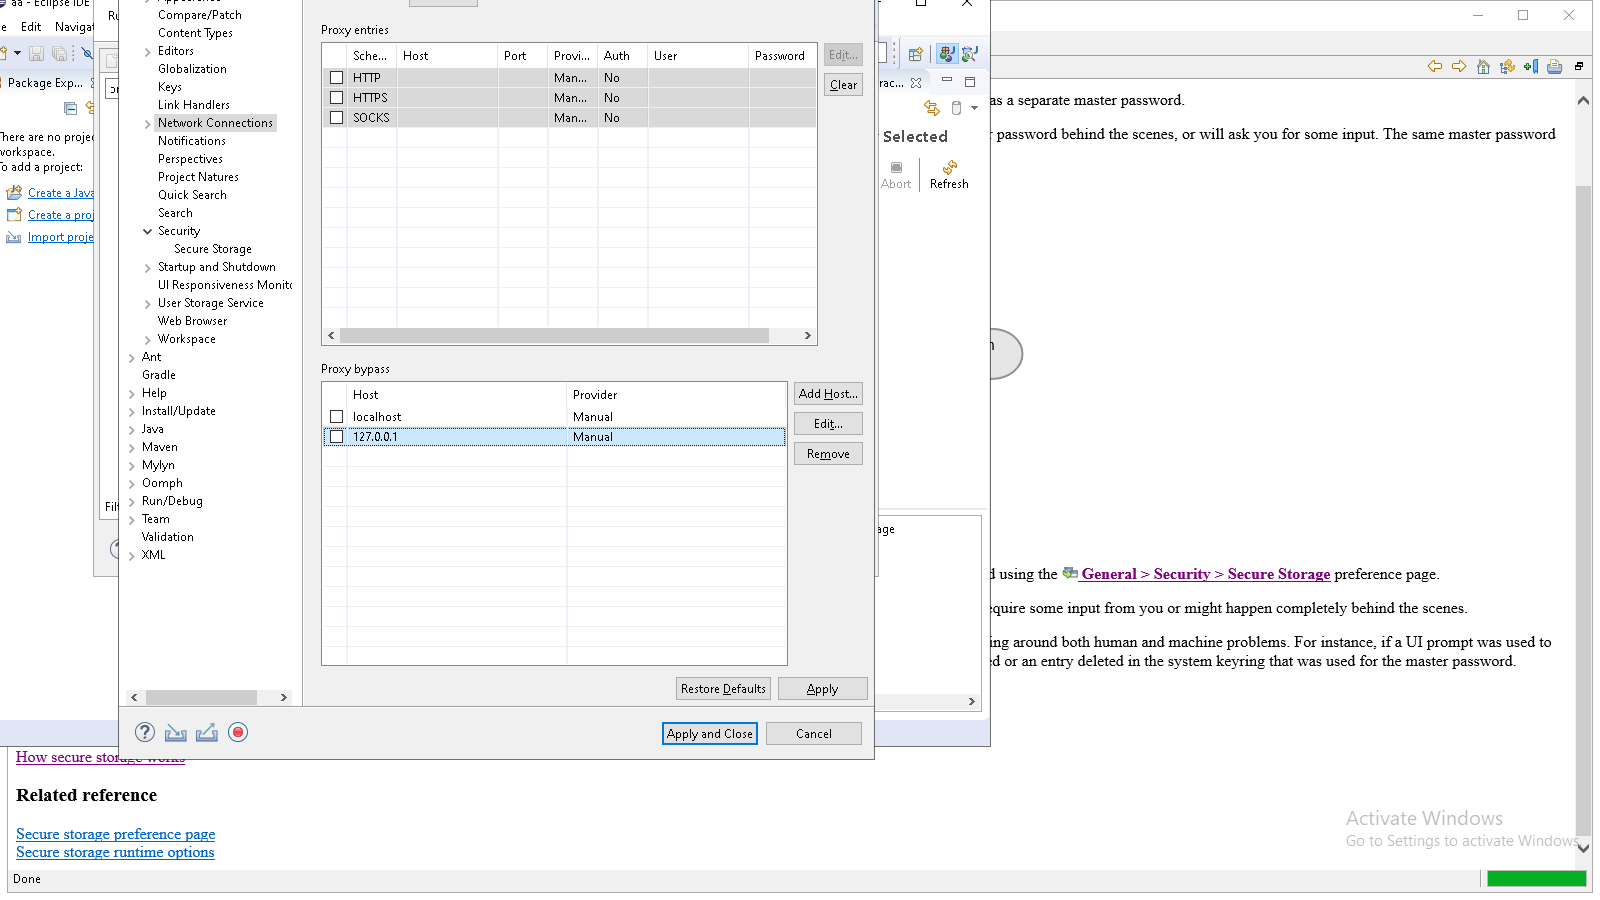 aa - Eclipse IDE
Edit
Navigat
Package Exp...
There are no projec
workspace.
To add a project:
Create a Java
Create a proj
Import proje
Compare/Patch
Content Types
Editors
Globalization
Keys
Link Handlers
Network Connections
Notifications
Perspectives
Project Natures
Quick Search
Search
Security
Secure Storage
Startup and Shutdown
UI Responsiveness Monito
User Storage Service
Web Browser
Workspace
Ant
Gradle
Help
Install/Update
Java
Maven
Mylyn
Oomph
Run/Debug
Team
Validation
XML
Proxy entries
Sche... Host Port Provi... Auth User Password
HTTP Man... No
HTTPS Man... No
SOCKS Man... No
Edit...
Clear
Proxy bypass
Host Provider
localhost Manual
127.0.0.1 Manual
Add Host...
Edit...
Remove
Restore Defaults
Apply
Apply and Close
Cancel
rac...
Selected
Abort
Refresh
age
as a separate master password.
r password behind the scenes, or will ask you for some input. The same master password
d using the General > Security > Secure Storage preference page.
equire some input from you or might happen completely behind the scenes.
ing around both human and machine problems. For instance, if a UI prompt was used to
ed or an entry deleted in the system keyring that was used for the master password.
How secure storage works
Related reference
Secure storage preference page
Secure storage runtime options
Done
Activate Windows
Go to Settings to activate Windows.